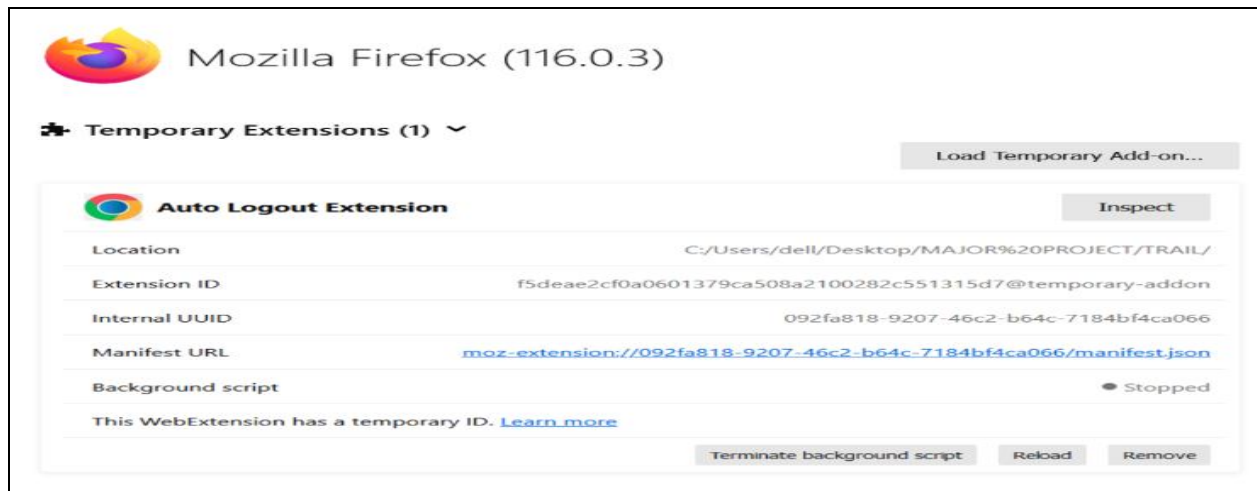 Mozilla Firefox (116.0.3)
Temporary Extensions (1)
Load Temporary Add-on...
Auto Logout Extension
Inspect
Location C:/Users/dell/Desktop/MAJOR%20PROJECT/TRAIL/
Extension ID f5deae2cf0a0601379ca508a2100282c551315d7@temporary-addon
Internal UUID 092fa818-9207-46c2-b64c-7184bf4ca066
Manifest URL moz-extension://092fa818-9207-46c2-b64c-7184bf4ca066/manifest.json
Background script Stopped
This WebExtension has a temporary ID. Learn more
Terminate background script Reload Remove